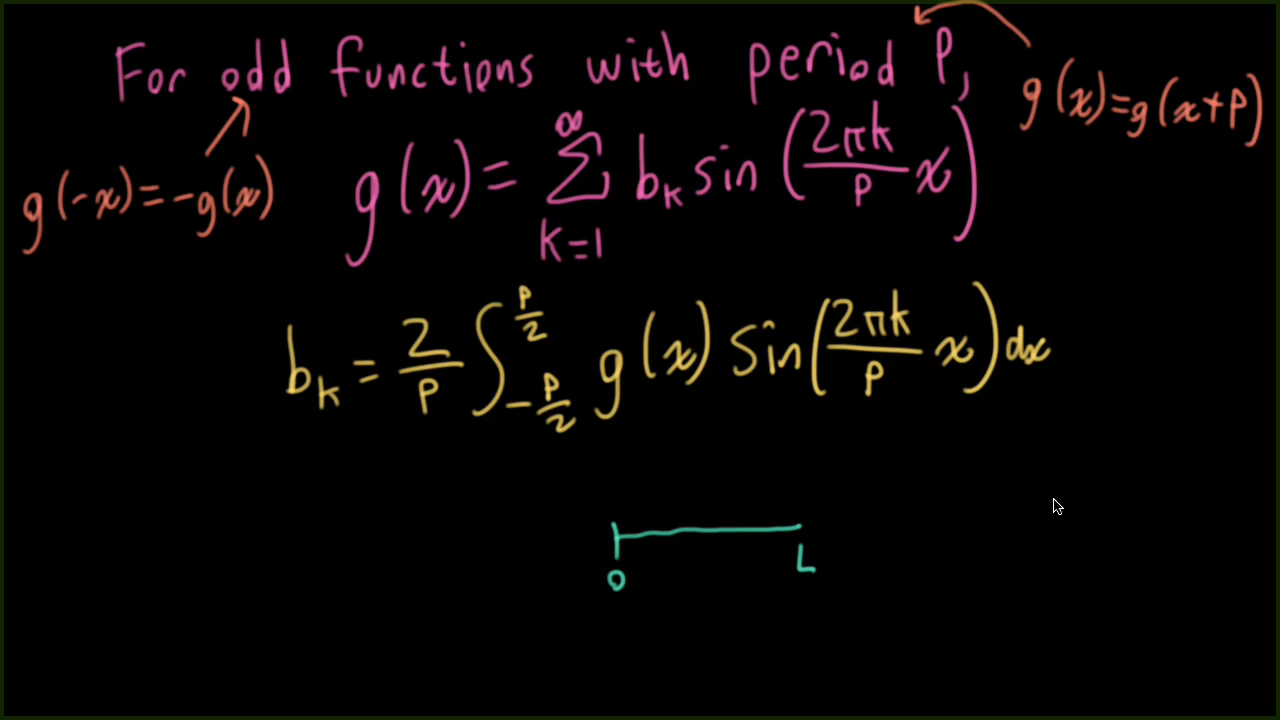 For odd functions with period P,
g(x)=g(x+P)
g(-x)=-g(x)
g(x)= ∞ Σ k=1 b_k sin (2πk/P x)
b_k = 2/P ∫_{-P/2}^{P/2} g(x) sin(2πk/P x) dx
0 L